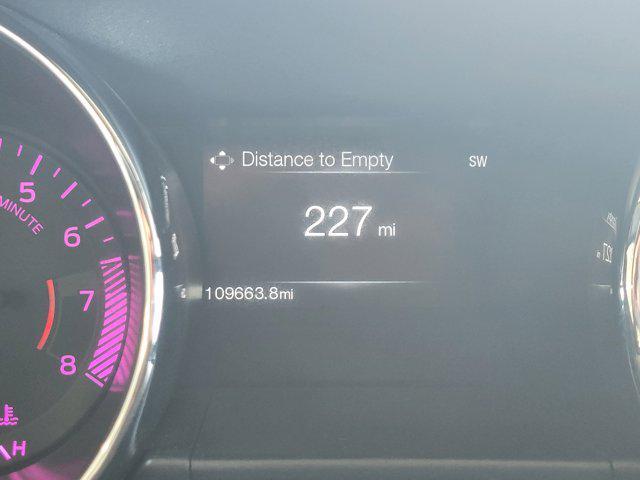 Distance to Empty
SW
227 mi
109663.8mi
5
MINUTE
6
7
8
H